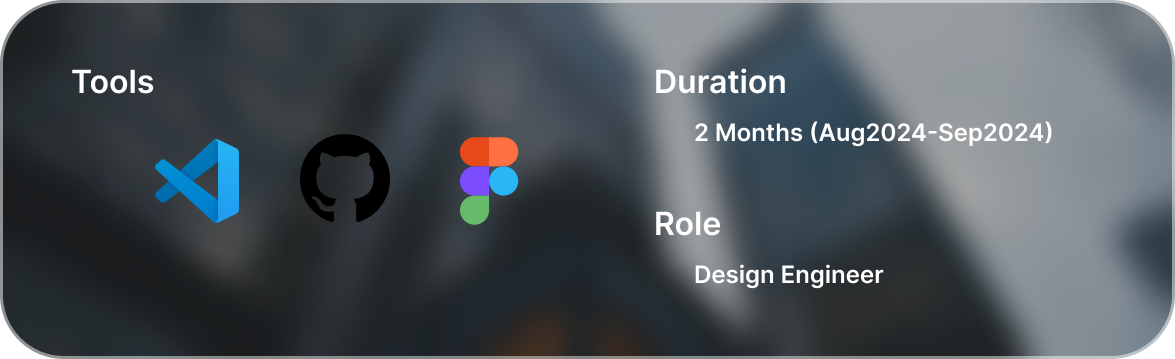 Tools
Duration
2 Months (Aug2024-Sep2024)
Role
Design Engineer